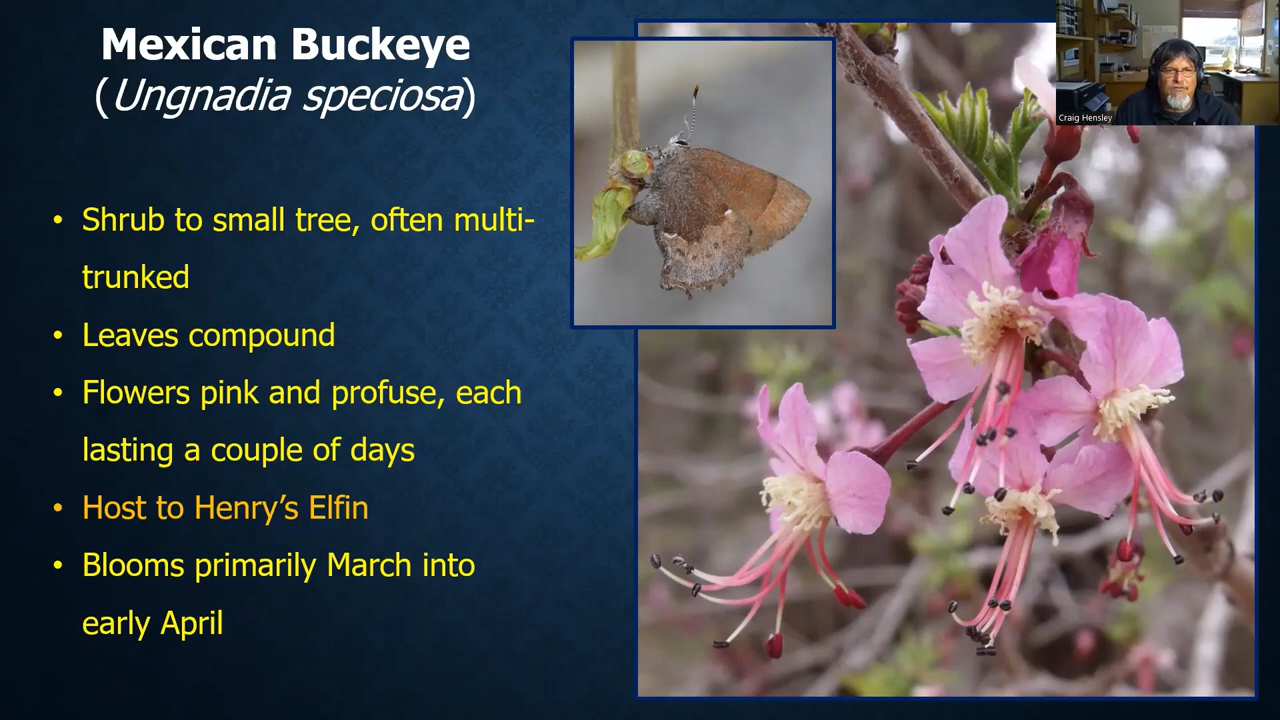 Mexican Buckeye
(Ungnadia speciosa)
• Shrub to small tree, often multi-
trunked
• Leaves compound
• Flowers pink and profuse, each
lasting a couple of days
• Host to Henry’s Elfin
• Blooms primarily March into
early April
Craig Hensley